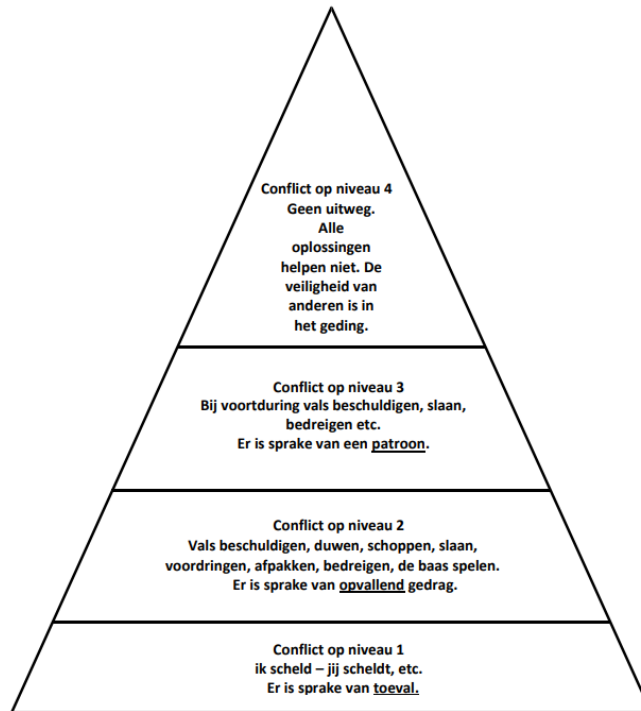 Conflict op niveau 4
Geen uitweg.
Alle
oplossingen
helpen niet. De
veiligheid van
anderen is in
het geding.
Conflict op niveau 3
Bij voortduring vals beschuldigen, slaan,
bedreigen etc.
Er is sprake van een patroon.
Conflict op niveau 2
Vals beschuldigen, duwen, schoppen, slaan,
voordringen, afpakken, bedreigen, de baas spelen.
Er is sprake van opvallend gedrag.
Conflict op niveau 1
ik scheld – jij scheldt, etc.
Er is sprake van toeval.